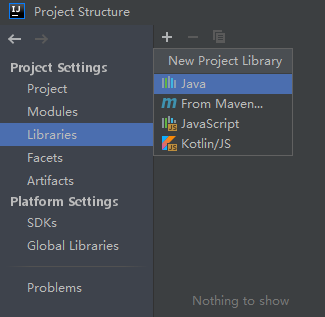 Project Structure
Project Settings
Project
Modules
Libraries
Facets
Artifacts
Platform Settings
SDKs
Global Libraries
Problems
New Project Library
Java
From Maven...
JavaScript
Kotlin/JS
Nothing to show